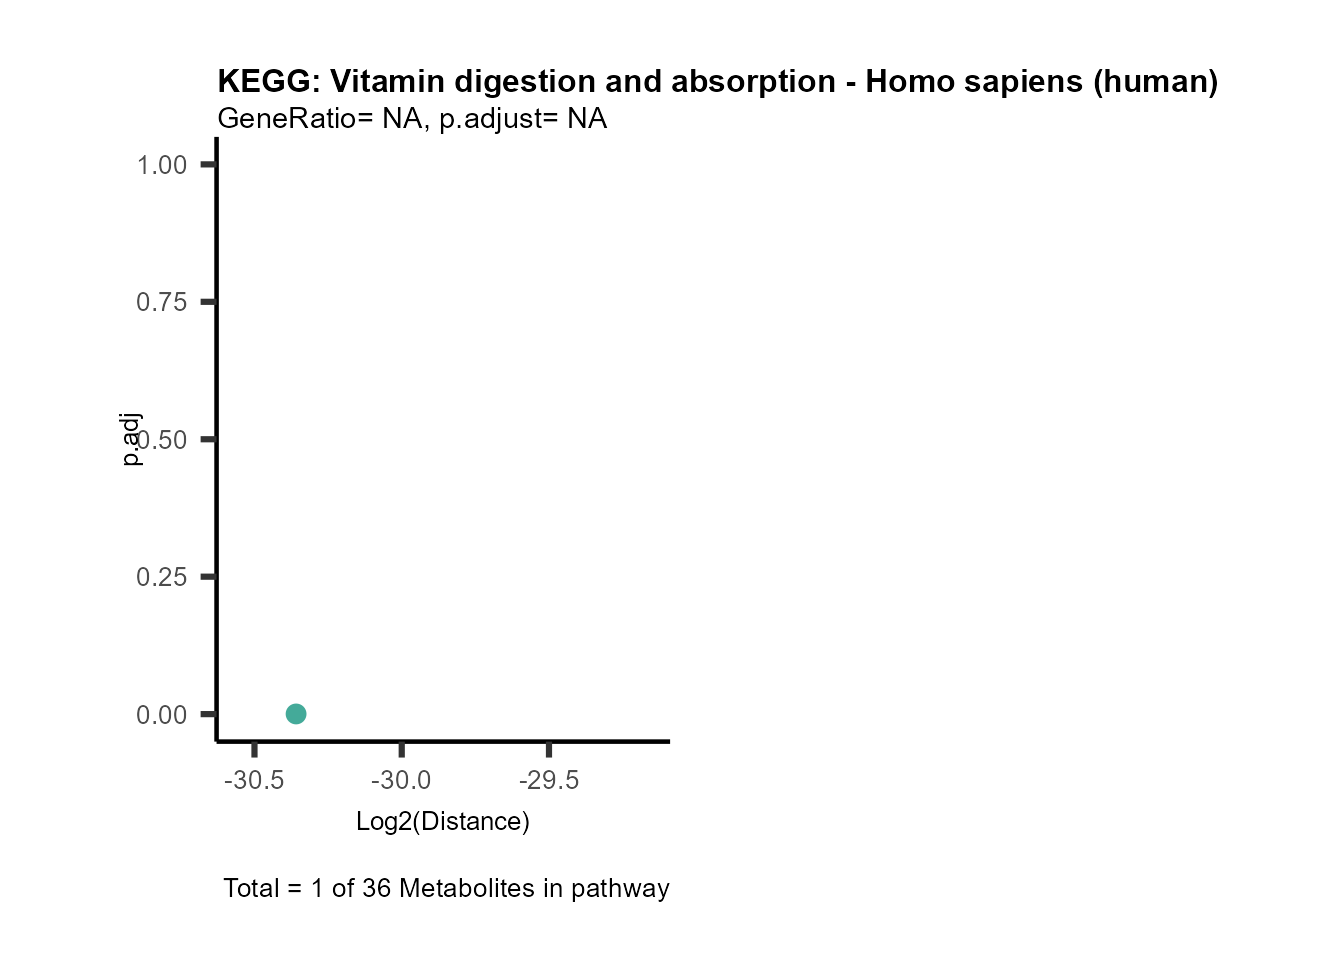 KEGG: Vitamin digestion and absorption - Homo sapiens (human)
GeneRatio= NA, p.adjust= NA
1.00
0.75
p.adj
0.50
0.25
0.00
-30.5 -30.0 -29.5
Log2(Distance)
Total = 1 of 36 Metabolites in pathway